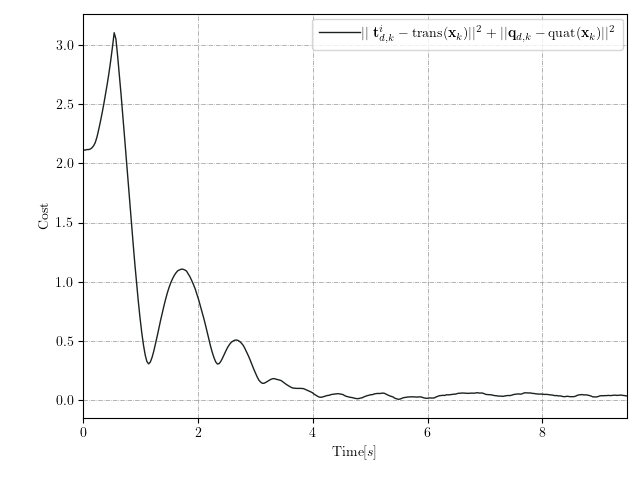 || t^i_{d,k} − trans(x_k)||^2 + ||q_{d,k} − quat(x_k)||^2
3.0
2.5
2.0
1.5
1.0
0.5
0.0
Cost
0 2 4 6 8
Time[s]